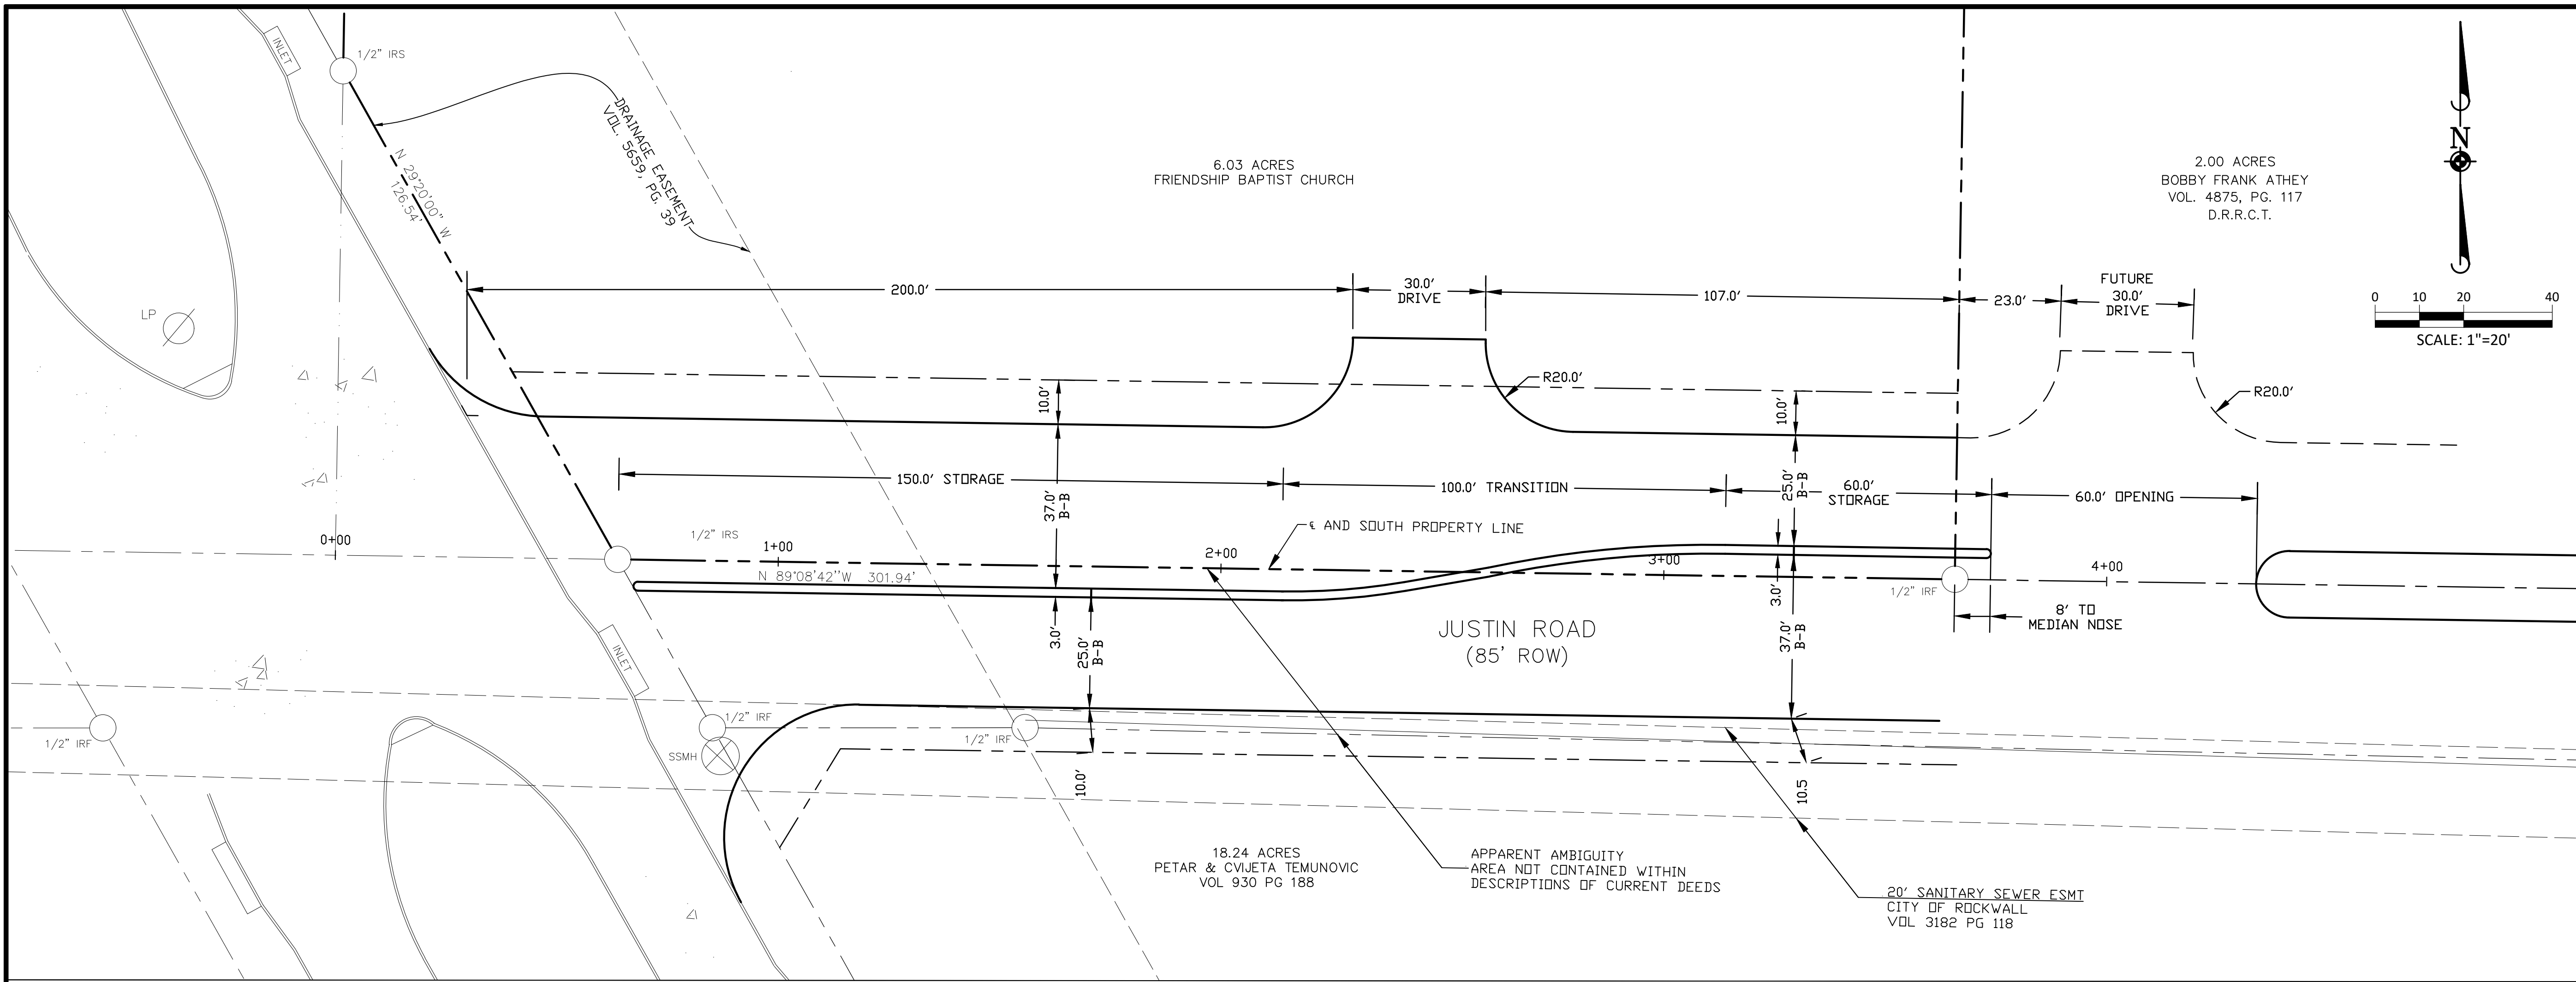 INLET
1/2" IRS
DRAINAGE EASEMENT
VOL. 5659, PG. 39
N 29°20'00" W
126.54'
6.03 ACRES
FRIENDSHIP BAPTIST CHURCH
2.00 ACRES
BOBBY FRANK ATHEY
VOL. 4875, PG. 117
D.R.R.C.T.
N
0 10 20 40
SCALE: 1"=20'
LP
200.0'
30.0'
DRIVE
107.0'
23.0'
FUTURE
30.0'
DRIVE
R20.0'
R20.0'
10.0'
10.0'
150.0' STORAGE
100.0' TRANSITION
60.0'
STORAGE
60.0' OPENING
37.0'
B-B
25.0'
B-B
0+00
1/2" IRS
1+00
2+00
℄ AND SOUTH PROPERTY LINE
3+00
4+00
N 89°08'42"W 301.94'
1/2" IRF
8' TO
MEDIAN NOSE
3.0'
25.0'
B-B
3.0'
37.0'
B-B
JUSTIN ROAD
(85' ROW)
INLET
1/2" IRF
1/2" IRF
1/2" IRF
SSMH
10.0'
10.5
18.24 ACRES
PETAR & CVIJETA TEMUNOVIC
VOL 930 PG 188
APPARENT AMBIGUITY
AREA NOT CONTAINED WITHIN
DESCRIPTIONS OF CURRENT DEEDS
20' SANITARY SEWER ESMT
CITY OF ROCKWALL
VOL 3182 PG 118